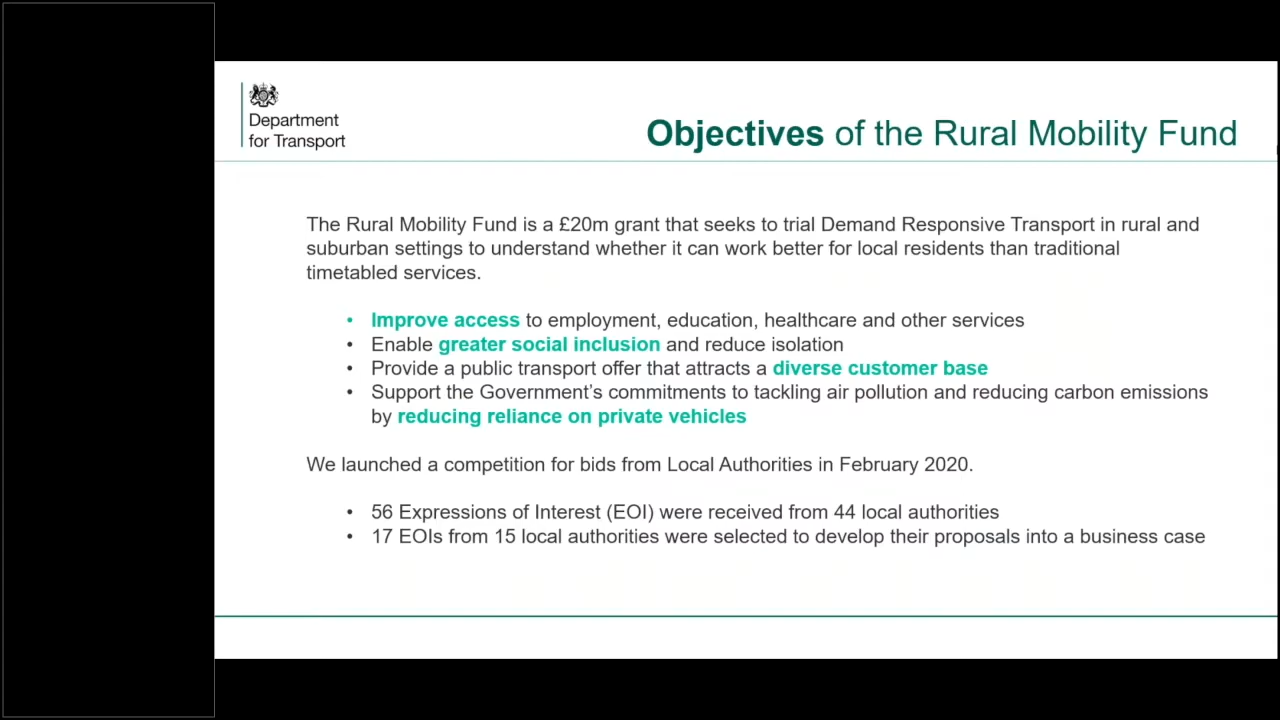 Department
for Transport
Objectives of the Rural Mobility Fund
The Rural Mobility Fund is a £20m grant that seeks to trial Demand Responsive Transport in rural and
suburban settings to understand whether it can work better for local residents than traditional
timetabled services.
• Improve access to employment, education, healthcare and other services
• Enable greater social inclusion and reduce isolation
• Provide a public transport offer that attracts a diverse customer base
• Support the Government’s commitments to tackling air pollution and reducing carbon emissions
by reducing reliance on private vehicles
We launched a competition for bids from Local Authorities in February 2020.
• 56 Expressions of Interest (EOI) were received from 44 local authorities
• 17 EOIs from 15 local authorities were selected to develop their proposals into a business case